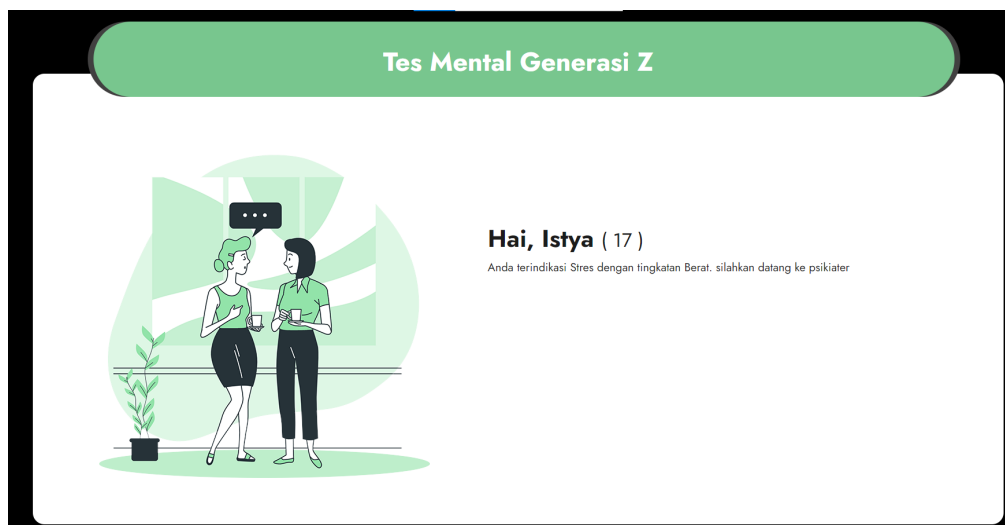 Tes Mental Generasi Z
Hai, Istya ( 17 )
Anda terindikasi Stres dengan tingkatan Berat. silahkan datang ke psikiater